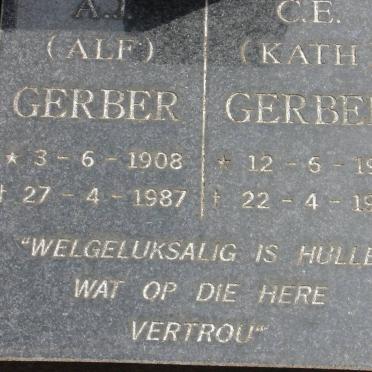 A.J. C.E.
(ALF) (KATH
GERBER GERBE
* 3 - 6 - 1908 * 12 - 6 - 19
† 27 - 4 - 1987 † 22 - 4 - 19
"WELGELUKSALIG IS HULLE
WAT OP DIE HERE
VERTROU"